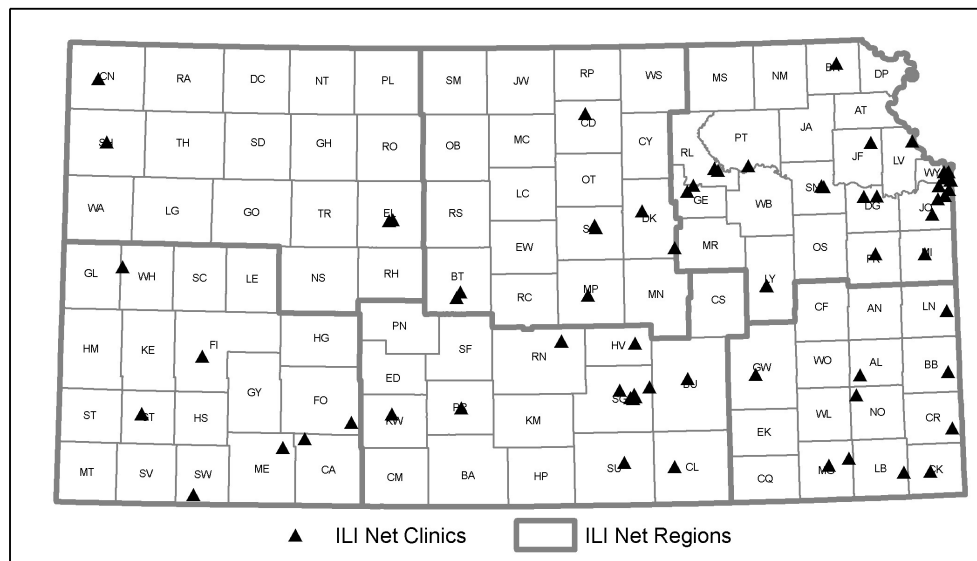 CN RA DC NT PL SM JW RP WS MS NM BR DP
SH TH SD GH RO OB MC CD CY RL PT JA AT JF LV
WA LG GO TR EL RS LC OT DK GE WB SN DG WY JO
EW SA MR OS FR MI
GL WH SC LE NS RH BT RC MP MN CS LY
HM KE FI HG PN SF RN HV CF AN LN
GY ED SG BU GW WO AL BB
ST GT HS FO KW PR KM EK WL NO CR
MT SV SW ME CA CM BA HP SU CL CQ MG LB CK
ILI Net Clinics ILI Net Regions